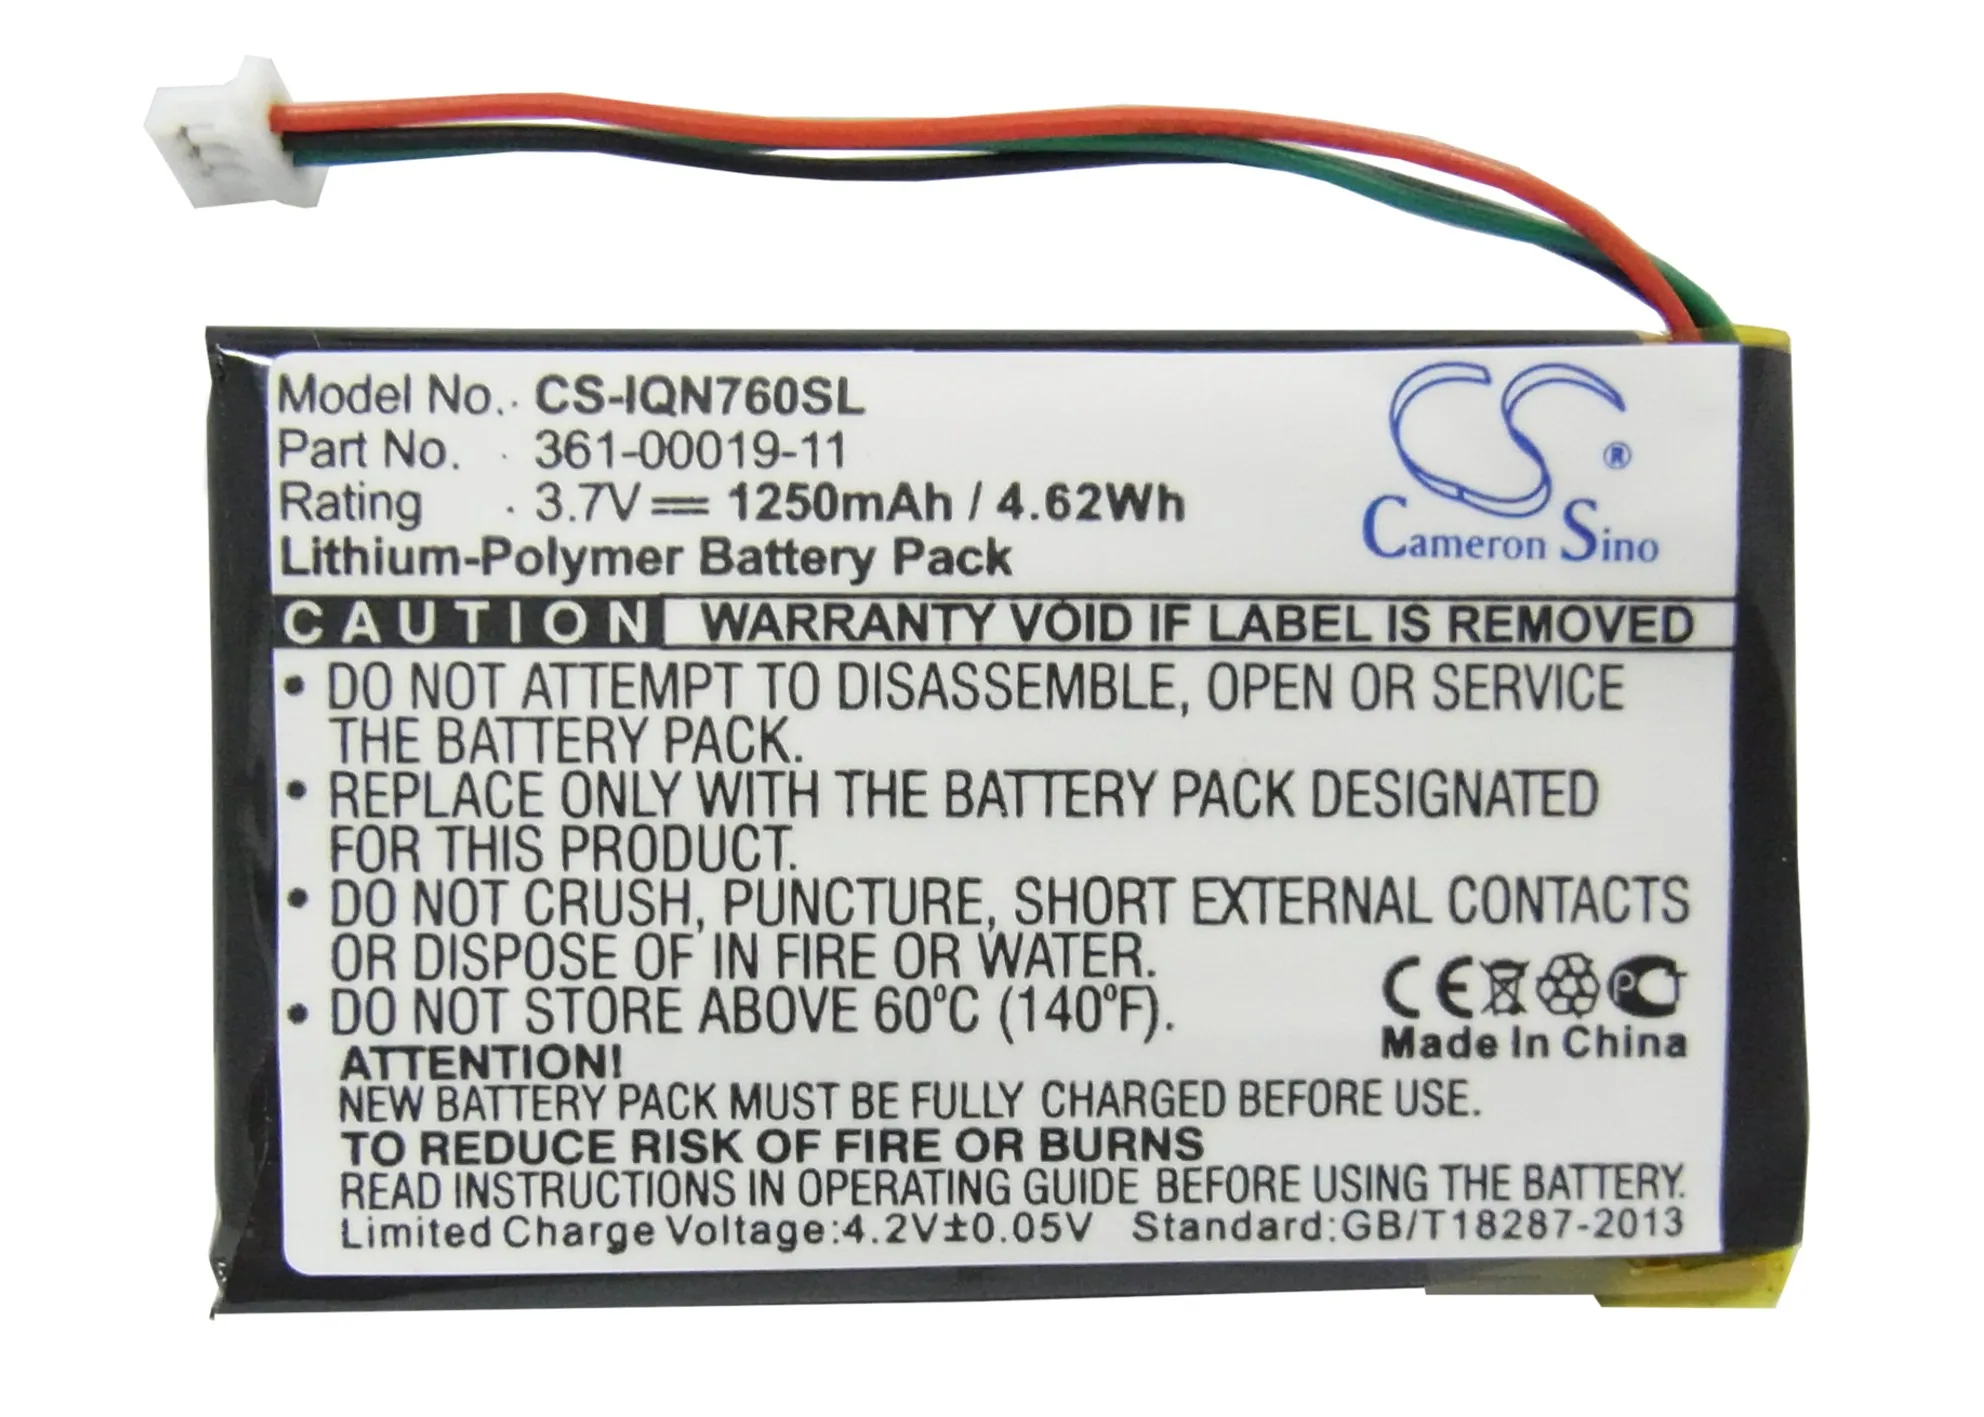 Model No. . CS-IQN760SL
Part No. . 361-00019-11
Rating . 3.7V⎓ 1250mAh / 4.62Wh
Lithium-Polymer Battery Pack
CS ®
Cameron Sino
CAUTION WARRANTY VOID IF LABEL IS REMOVED
• DO NOT ATTEMPT TO DISASSEMBLE, OPEN OR SERVICE
THE BATTERY PACK.
• REPLACE ONLY WITH THE BATTERY PACK DESIGNATED
FOR THIS PRODUCT.
• DO NOT CRUSH, PUNCTURE, SHORT EXTERNAL CONTACTS
OR DISPOSE OF IN FIRE OR WATER.
• DO NOT STORE ABOVE 60ºC (140ºF).
CE PCT
Made In China
ATTENTION!
NEW BATTERY PACK MUST BE FULLY CHARGED BEFORE USE.
TO REDUCE RISK OF FIRE OR BURNS
READ INSTRUCTIONS IN OPERATING GUIDE BEFORE USING THE BATTERY.
Limited Charge Voltage:4.2V±0.05V Standard:GB/T18287-2013